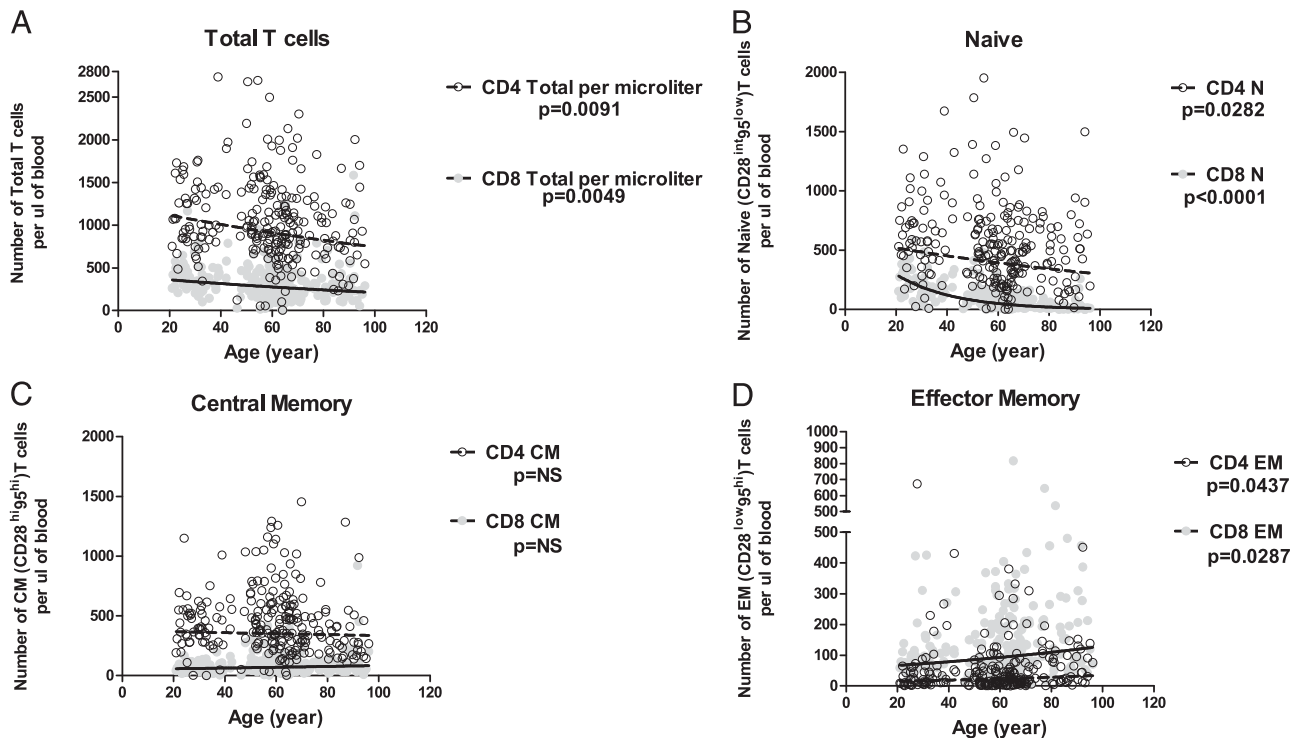 A
Total T cells
Number of Total T cells
per ul of blood
2800
2500
2000
1500
1000
500
0
0 20 40 60 80 100 120
Age (year)
CD4 Total per microliter
p=0.0091
CD8 Total per microliter
p=0.0049
B
Naive
Number of Naive (CD28 int95low)T cells
per ul of blood
2000
1500
1000
500
0
0 20 40 60 80 100 120
Age (year)
CD4 N
p=0.0282
CD8 N
p<0.0001
C
Central Memory
Number of CM (CD28 hi95hi)T cells
per ul of blood
2000
1500
1000
500
0
0 20 40 60 80 100 120
Age (year)
CD4 CM
p=NS
CD8 CM
p=NS
D
Effector Memory
Number of EM (CD28 low95hi)T cells
per ul of blood
1000
900
800
700
600
500
500
400
300
200
100
0
0 20 40 60 80 100 120
Age (year)
CD4 EM
p=0.0437
CD8 EM
p=0.0287